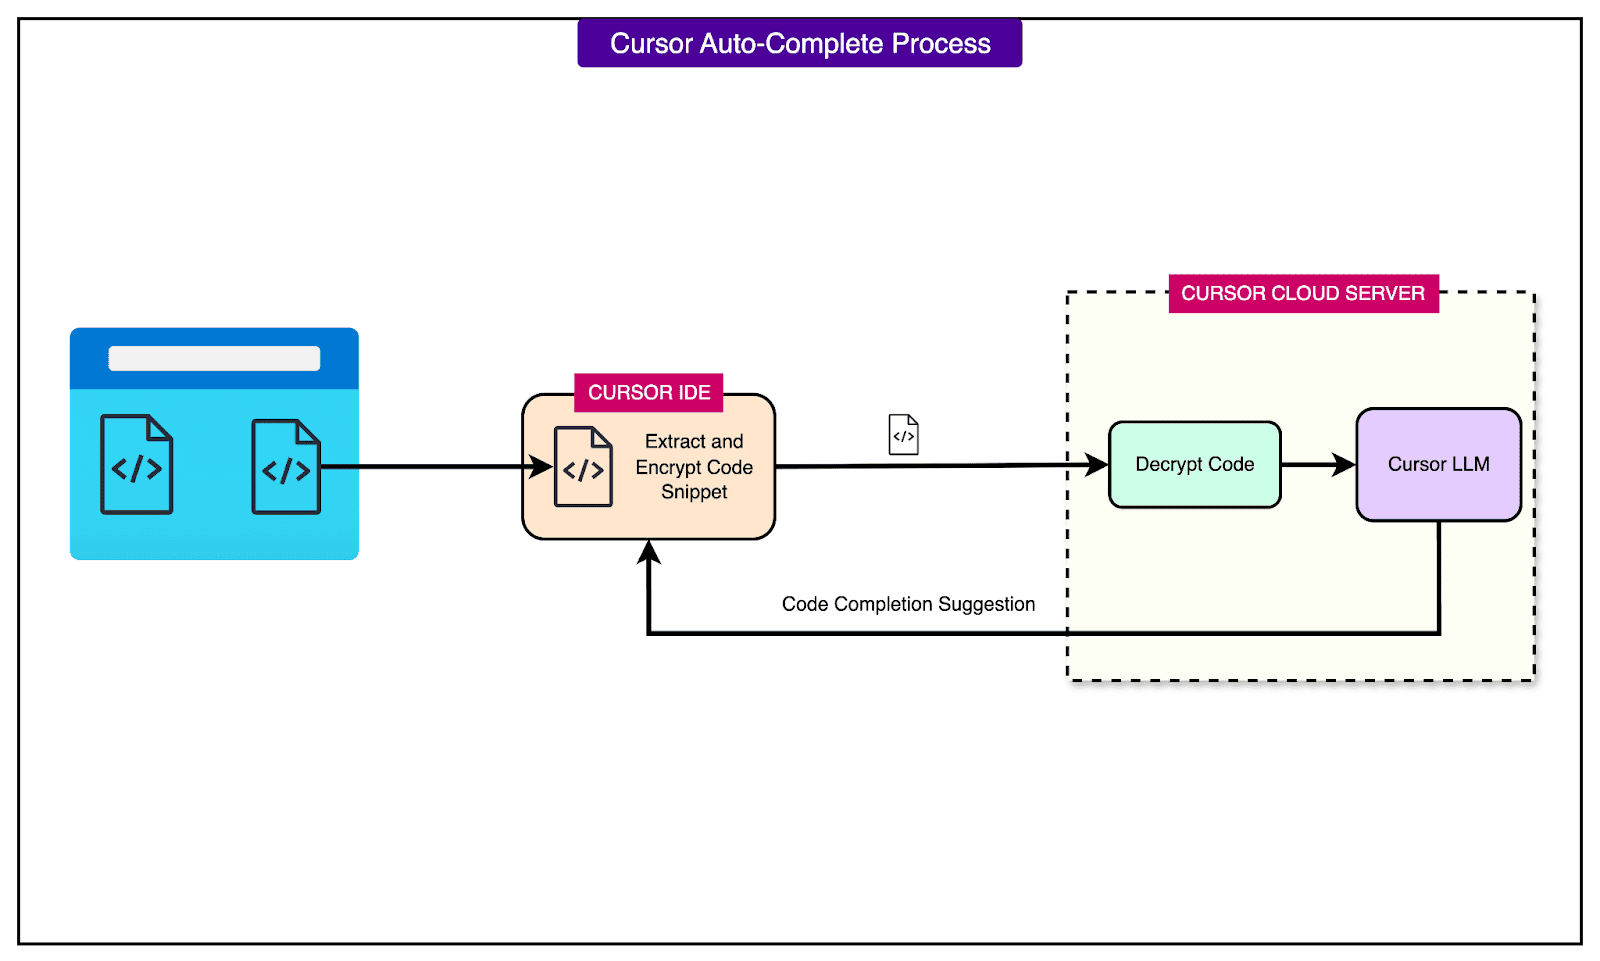 Cursor Auto-Complete Process
CURSOR CLOUD SERVER
CURSOR IDE
</>
</>
</>
Extract and
Encrypt Code
Snippet
</>
Decrypt Code
Cursor LLM
Code Completion Suggestion